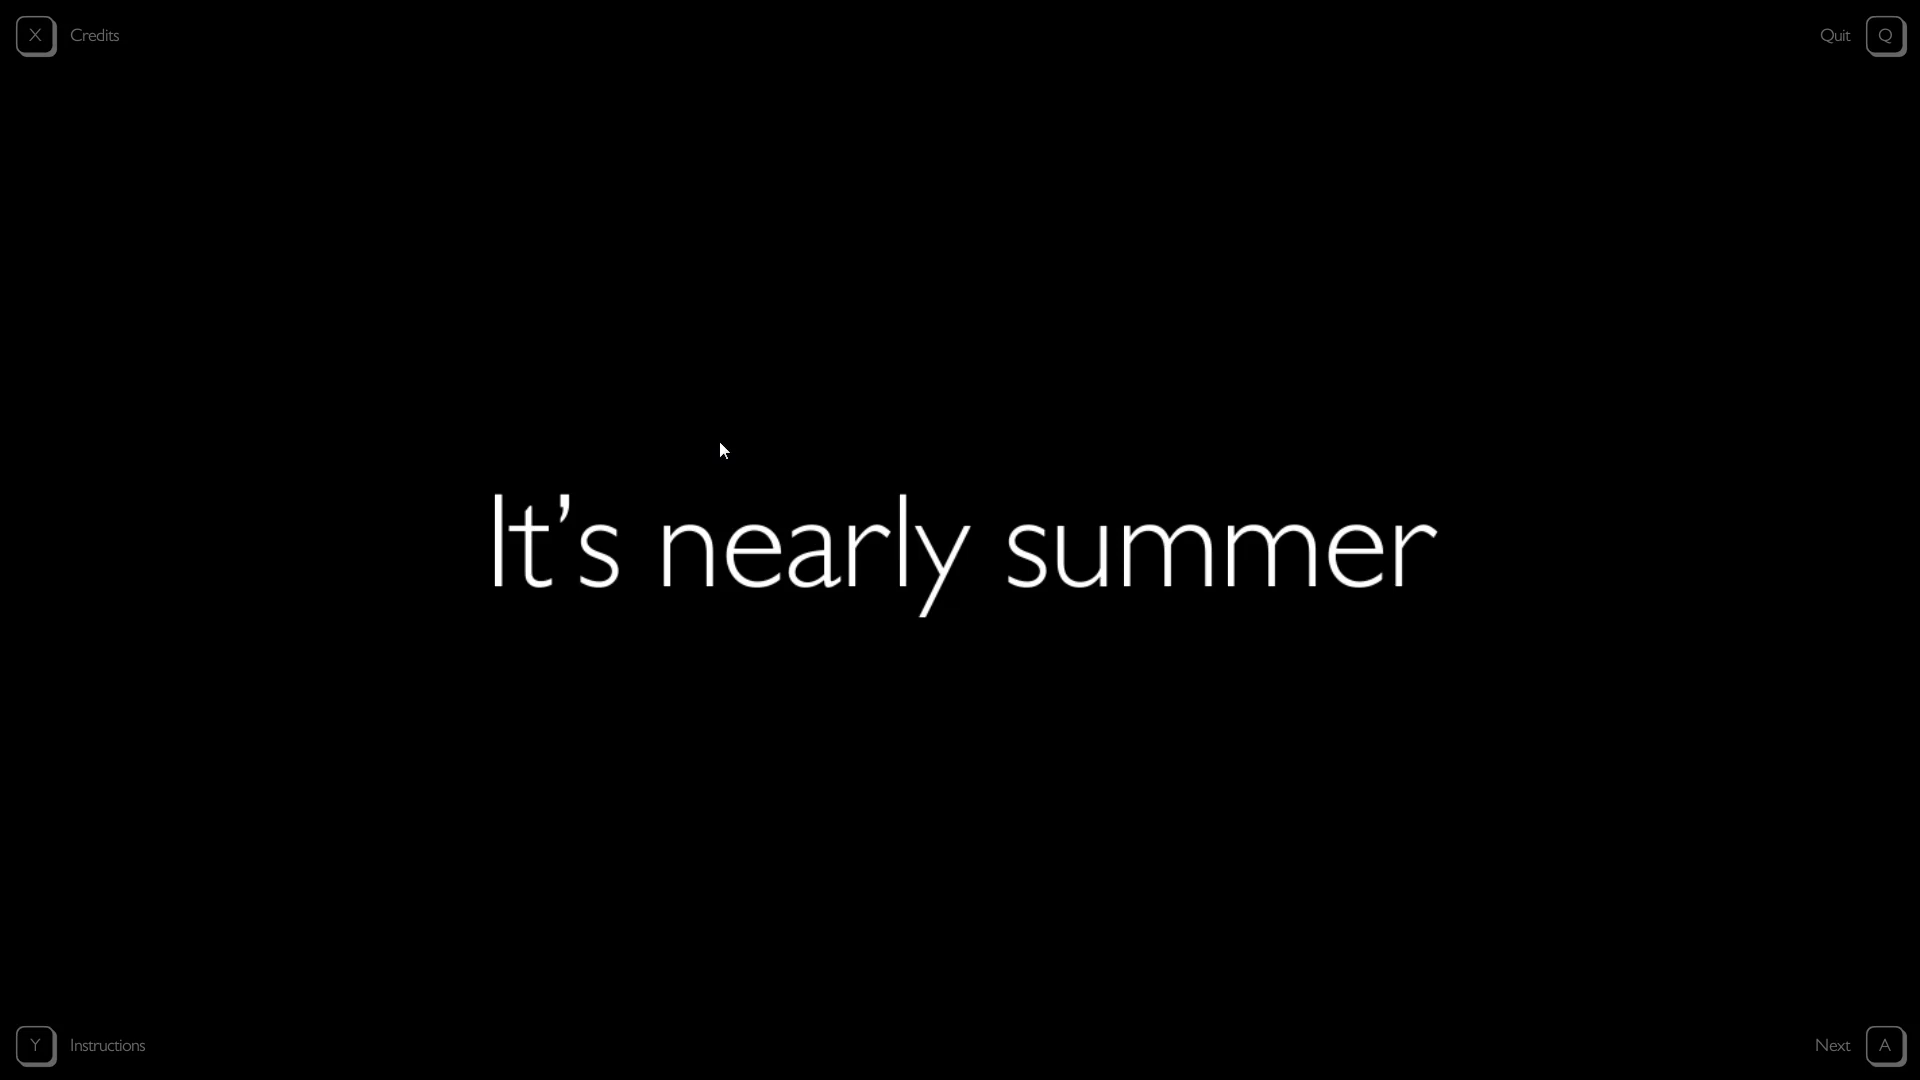 X Credits
Quit Q
It’s nearly summer
Y Instructions
Next A